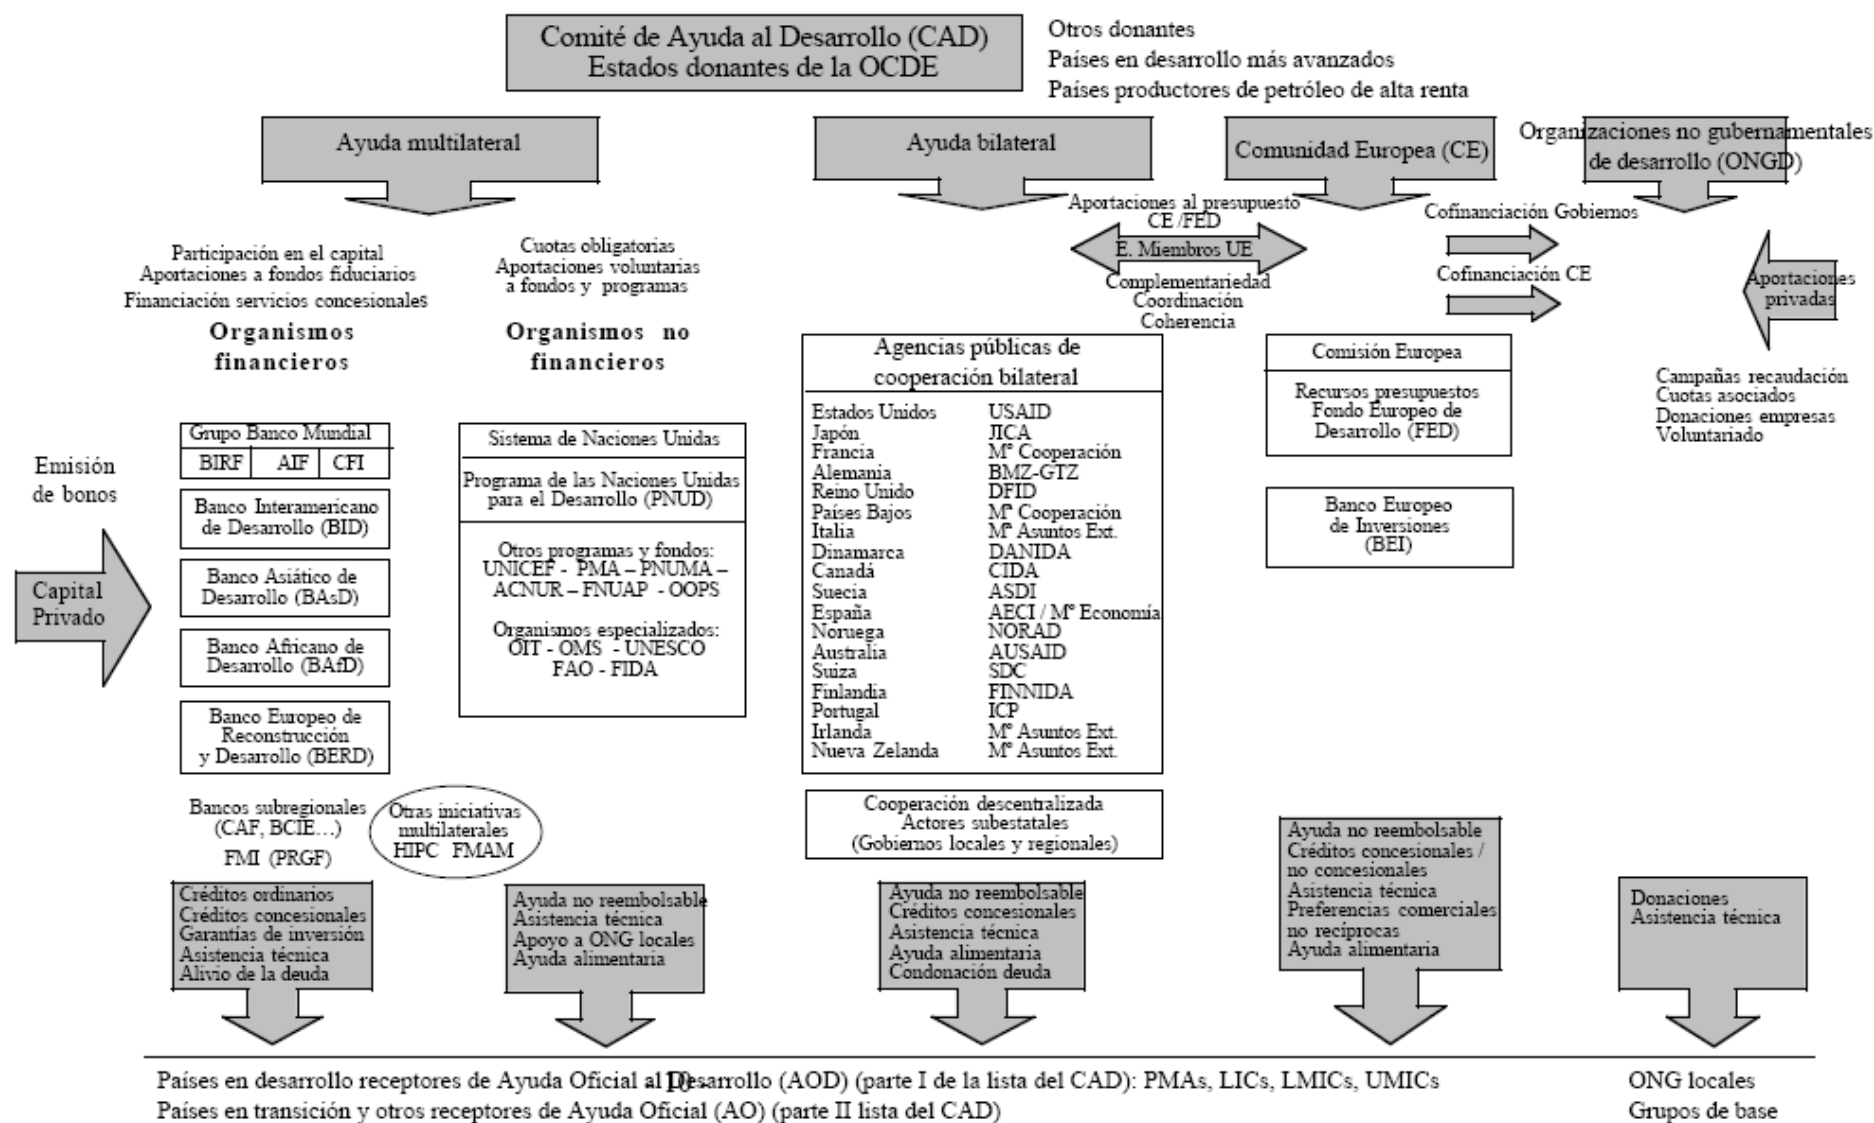 Comité de Ayuda al Desarrollo (CAD)
Estados donantes de la OCDE
Otros donantes
Países en desarrollo más avanzados
Países productores de petróleo de alta renta
Ayuda multilateral
Ayuda bilateral
Comunidad Europea (CE)
Organizaciones no gubernamentales
de desarrollo (ONGD)
Participación en el capital
Aportaciones a fondos fiduciarios
Financiación servicios concesionales
Organismos
financieros
Cuotas obligatorias
Aportaciones voluntarias
a fondos y programas
Organismos no
financieros
Aportaciones al presupuesto
CE /FED
E. Miembros UE
Complementariedad
Coordinación
Coherencia
Cofinanciación Gobiernos
Cofinanciación CE
Aportaciones
privadas
Campañas recaudación
Cuotas asociados
Donaciones empresas
Voluntariado
Emisión
de bonos
Capital
Privado
Grupo Banco Mundial
BIRF AIF CFI
Banco Interamericano
de Desarrollo (BID)
Banco Asiático de
Desarrollo (BAsD)
Banco Africano de
Desarrollo (BAfD)
Banco Europeo de
Reconstrucción
y Desarrollo (BERD)
Bancos subregionales
(CAF, BCIE…)
FMI (PRGF)
Otras iniciativas
multilaterales
HIPC FMAM
Sistema de Naciones Unidas
Programa de las Naciones Unidas
para el Desarrollo (PNUD)
Otros programas y fondos:
UNICEF - PMA – PNUMA –
ACNUR – FNUAP - OOPS
Organismos especializados:
OIT - OMS - UNESCO
FAO - FIDA
Agencias públicas de
cooperación bilateral
Estados Unidos USAID
Japón JICA
Francia Mº Cooperación
Alemania BMZ-GTZ
Reino Unido DFID
Países Bajos Mº Cooperación
Italia Mº Asuntos Ext.
Dinamarca DANIDA
Canadá CIDA
Suecia ASDI
España AECI / Mº Economía
Noruega NORAD
Australia AUSAID
Suiza SDC
Finlandia FINNIDA
Portugal ICP
Irlanda Mº Asuntos Ext.
Nueva Zelanda Mº Asuntos Ext.
Cooperación descentralizada
Actores subestatales
(Gobiernos locales y regionales)
Comisión Europea
Recursos presupuestos
Fondo Europeo de
Desarrollo (FED)
Banco Europeo
de Inversiones
(BEI)
Créditos ordinarios
Créditos concesionales
Garantías de inversión
Asistencia técnica
Alivio de la deuda
Ayuda no reembolsable
Asistencia técnica
Apoyo a ONG locales
Ayuda alimentaria
Ayuda no reembolsable
Créditos concesionales
Asistencia técnica
Ayuda alimentaria
Condonación deuda
Ayuda no reembolsable
Créditos concesionales /
no concesionales
Asistencia técnica
Preferencias comerciales
no recíprocas
Ayuda alimentaria
Donaciones
Asistencia técnica
Países en desarrollo receptores de Ayuda Oficial al Desarrollo (AOD) (parte I de la lista del CAD): PMAs, LICs, LMICs, UMICs
Países en transición y otros receptores de Ayuda Oficial (AO) (parte II lista del CAD)
ONG locales
Grupos de base